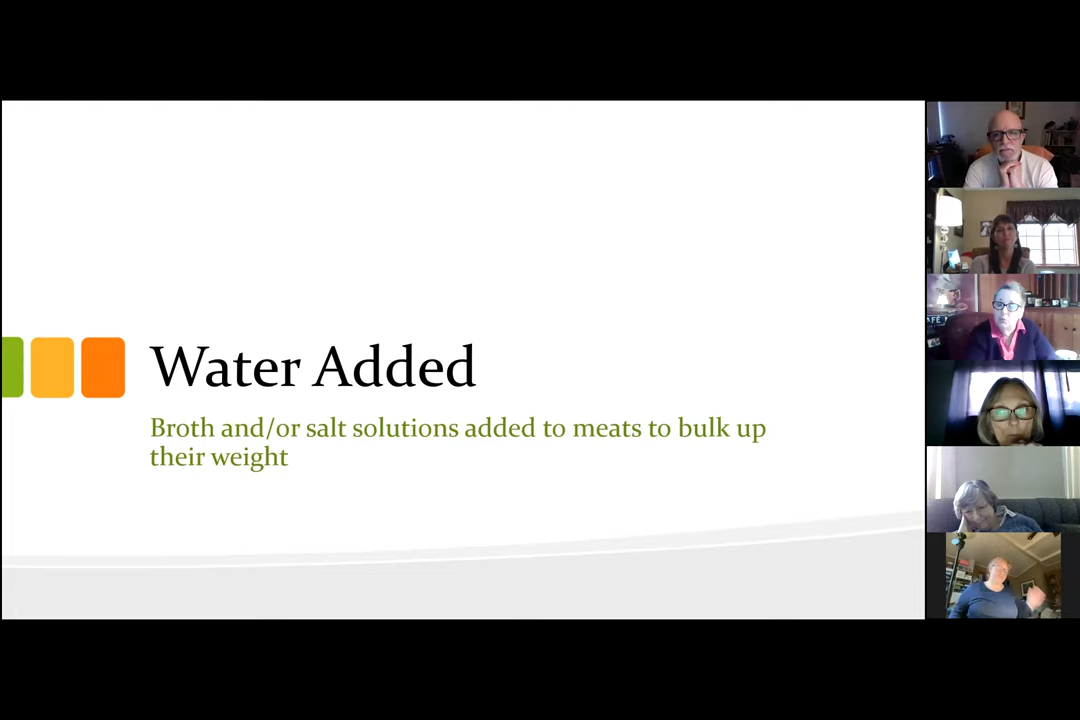 Water Added
Broth and/or salt solutions added to meats to bulk up
their weight